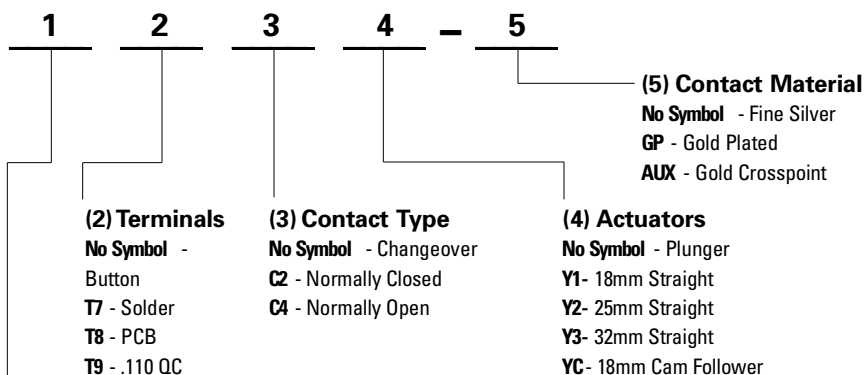 1 2 3 4 – 5
(5) Contact Material
No Symbol - Fine Silver
GP - Gold Plated
AUX - Gold Crosspoint
(2) Terminals
No Symbol -
Button
T7 - Solder
T8 - PCB
T9 - .110 QC
(3) Contact Type
No Symbol - Changeover
C2 - Normally Closed
C4 - Normally Open
(4) Actuators
No Symbol - Plunger
Y1- 18mm Straight
Y2- 25mm Straight
Y3- 32mm Straight
YC- 18mm Cam Follower